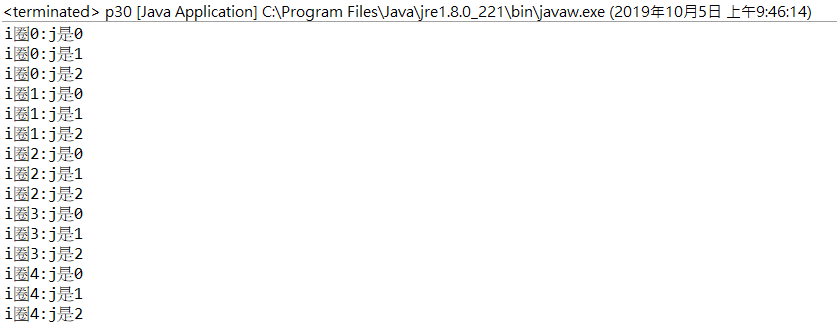 <terminated> p30 [Java Application] C:\Program Files\Java\jre1.8.0_221\bin\javaw.exe (2019年10月5日 上午9:46:14)
i圈0:j是0
i圈0:j是1
i圈0:j是2
i圈1:j是0
i圈1:j是1
i圈1:j是2
i圈2:j是0
i圈2:j是1
i圈2:j是2
i圈3:j是0
i圈3:j是1
i圈3:j是2
i圈4:j是0
i圈4:j是1
i圈4:j是2